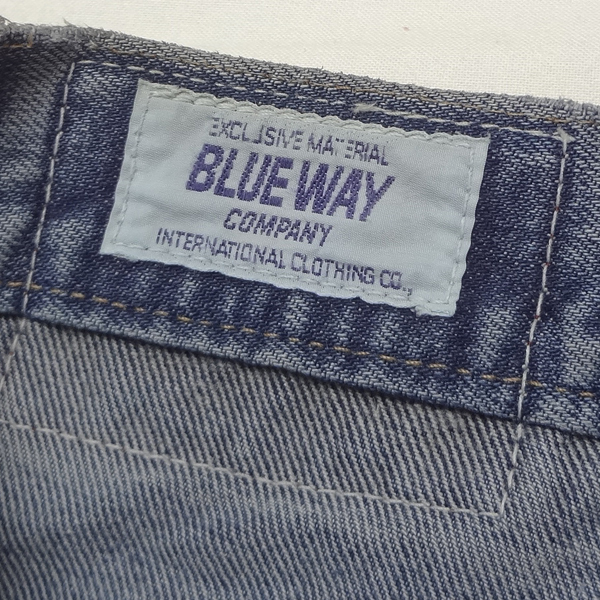 EXCLUSIVE MATERIAL
BLUE WAY
COMPANY
INTERNATIONAL CLOTHING CO.,